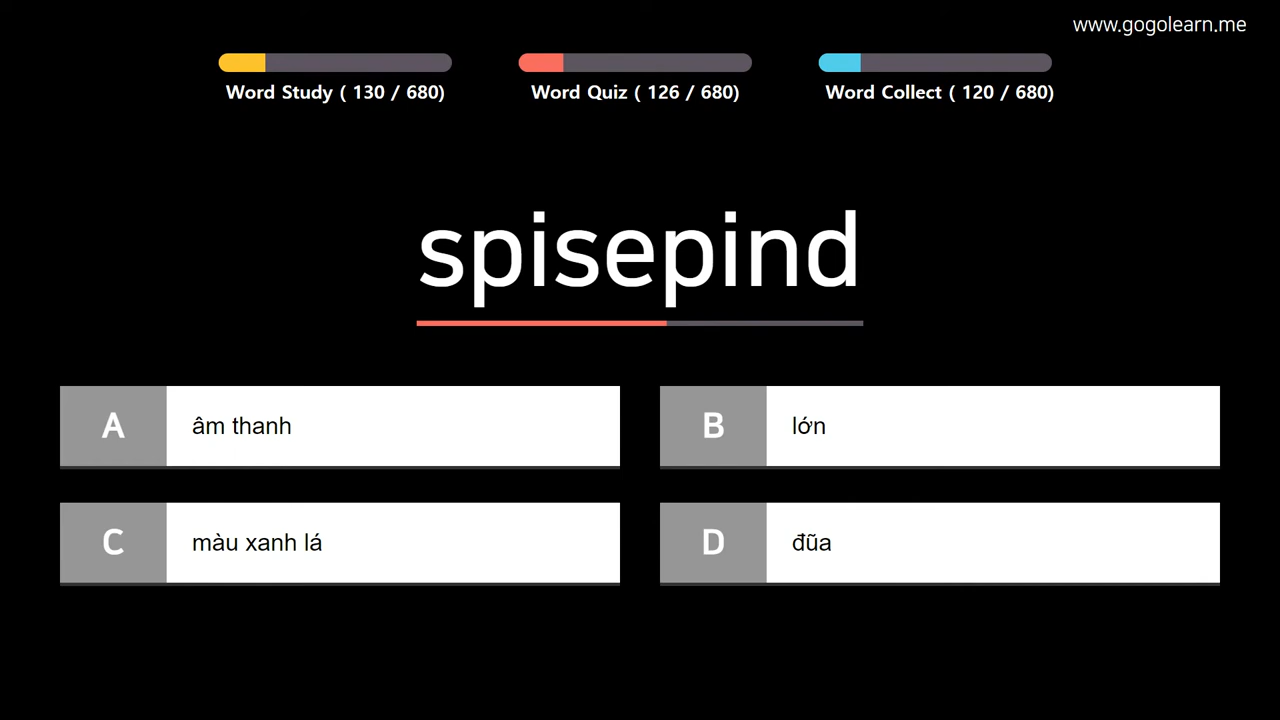 www.gogolearn.me
Word Study ( 130 / 680)
Word Quiz ( 126 / 680)
Word Collect ( 120 / 680)
spisepind
A
âm thanh
B
lớn
C
màu xanh lá
D
đũa